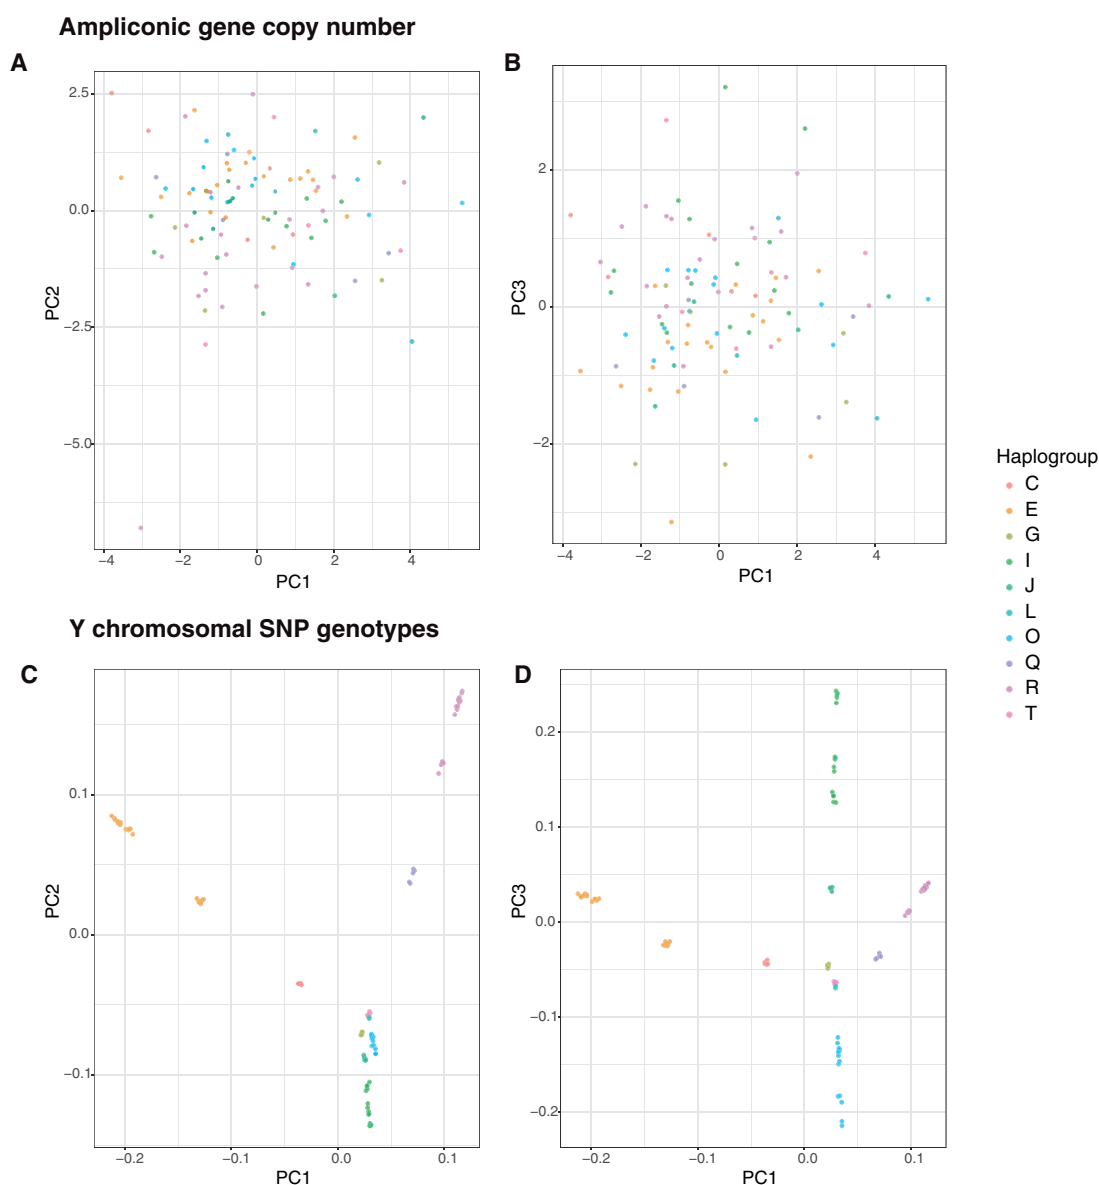 Ampliconic gene copy number
A
B
2.5
0.0
−2.5
−5.0
PC2
−4
−2
0
2
4
PC1
2
0
−2
PC3
−4
−2
0
2
4
PC1
Haplogroup
C
E
G
I
J
L
O
Q
R
T
Y chromosomal SNP genotypes
C
D
0.1
0.0
−0.1
PC2
−0.2
−0.1
0.0
0.1
PC1
0.2
0.1
0.0
−0.1
−0.2
PC3
−0.2
−0.1
0.0
0.1
PC1